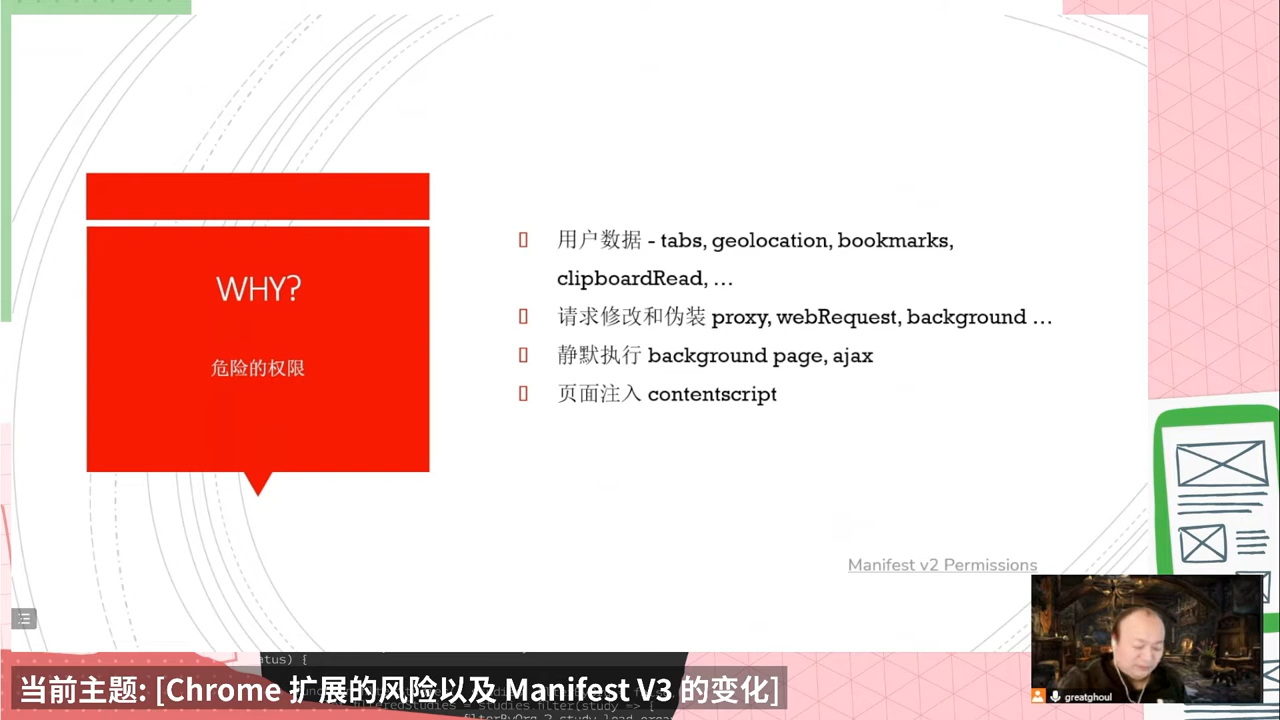 WHY?
危险的权限
用户数据 - tabs, geolocation, bookmarks,
clipboardRead, …
请求修改和伪装 proxy, webRequest, background …
静默执行 background page, ajax
页面注入 contentscript
Manifest v2 Permissions
greatghoul
atus) {
当前主题: [Chrome 扩展的风险以及 Manifest V3 的变化]